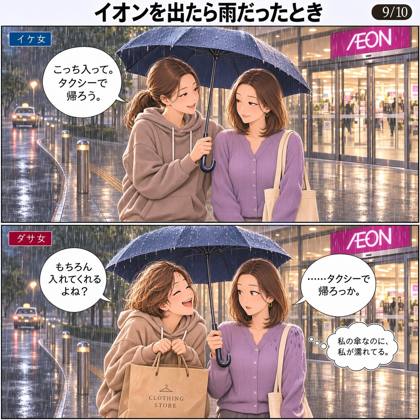 イオンを出たら雨だったとき
9/10
イケ女
ÆON
こっち入って。
タクシーで
帰ろう。
ダサ女
ÆON
もちろん
入れてくれる
よね？
……タクシーで
帰ろっか。
私の傘なのに、
私が濡れてる。
CLOTHING
STORE